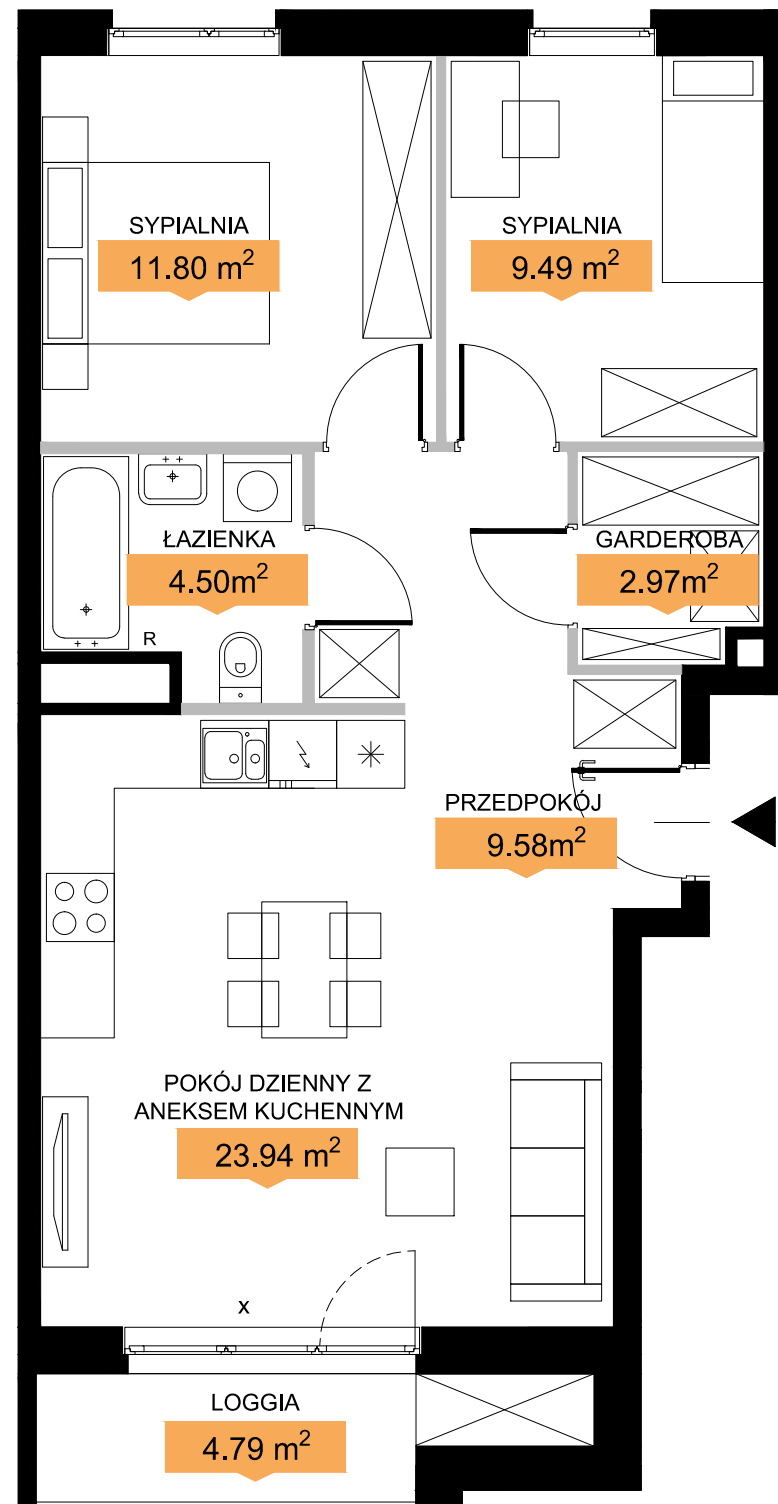 SYPIALNIA
11.80 m²
SYPIALNIA
9.49 m²
ŁAZIENKA
4.50m²
GARDEROBA
2.97m²
R
PRZEDPOKÓJ
9.58m²
POKÓJ DZIENNY Z
ANEKSEM KUCHENNYM
23.94 m²
x
LOGGIA
4.79 m²